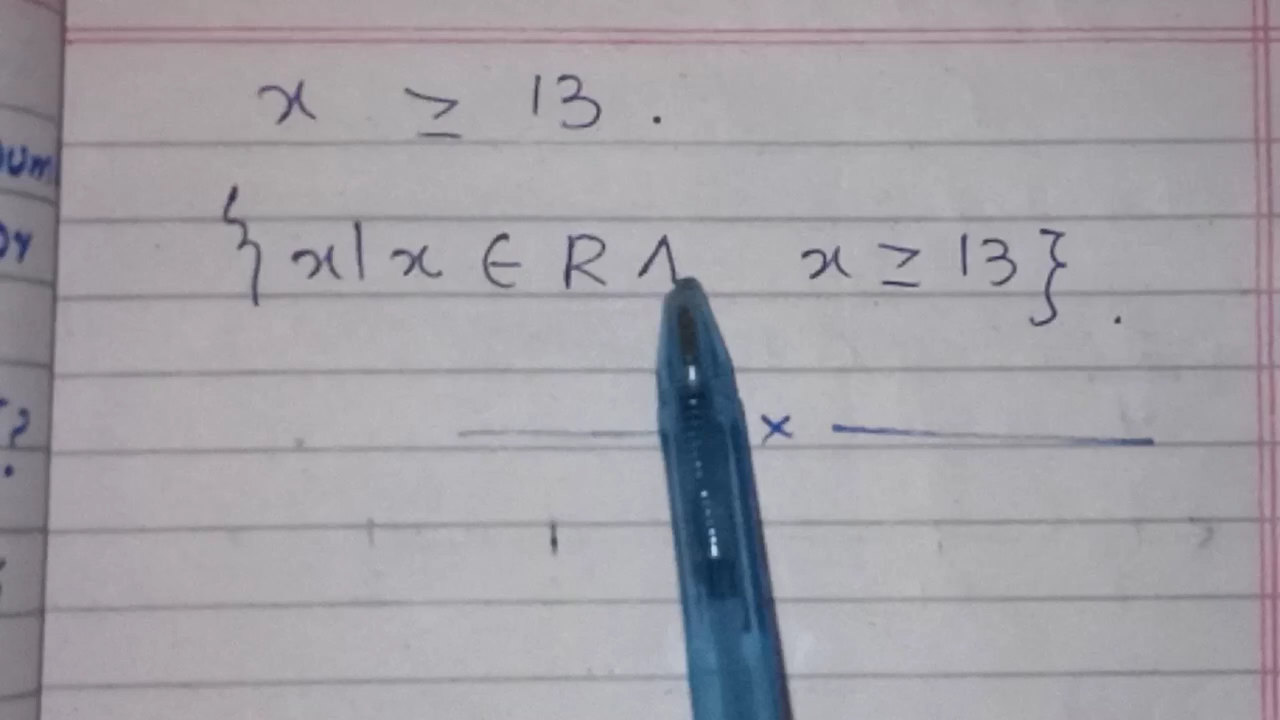 x ≥ 13 .
{ x | x ∈ R ∧ x ≥ 13 } .
×